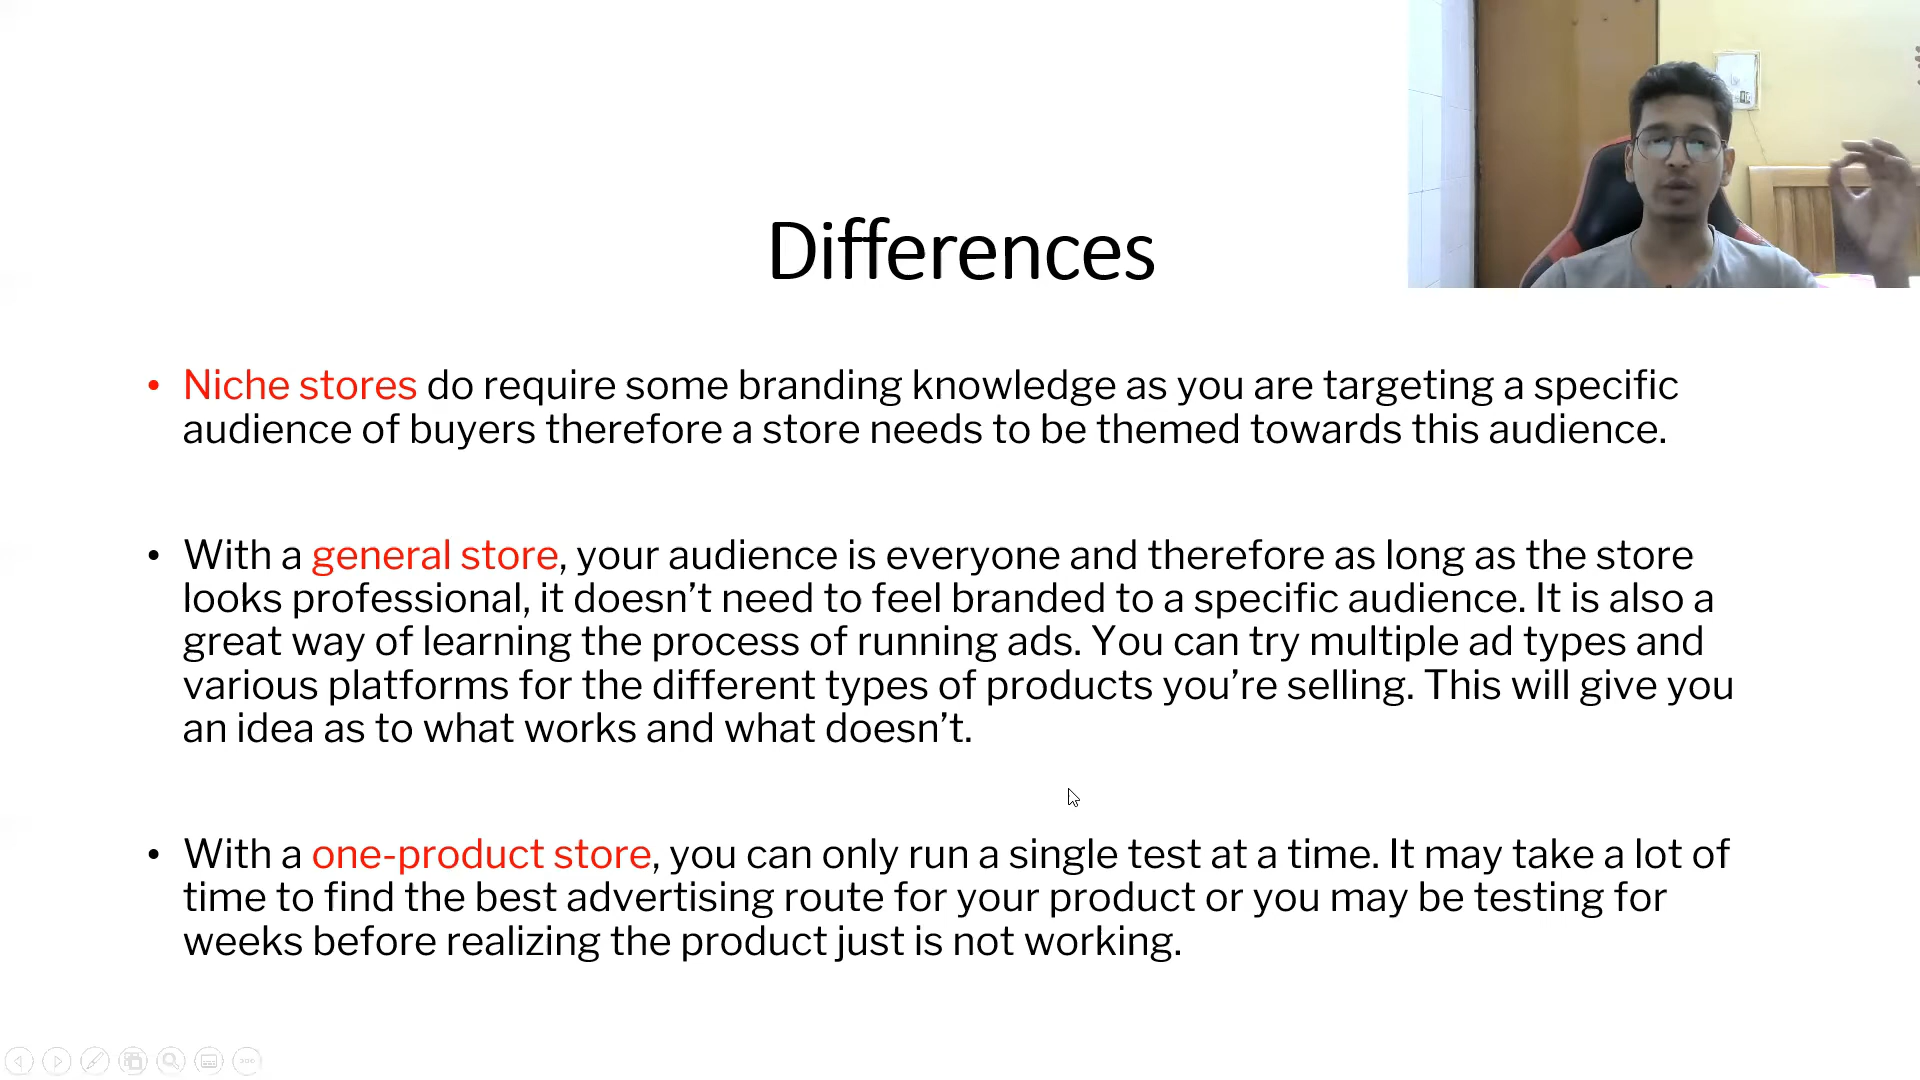 Differences
• Niche stores do require some branding knowledge as you are targeting a specific
audience of buyers therefore a store needs to be themed towards this audience.
• With a general store, your audience is everyone and therefore as long as the store
looks professional, it doesn’t need to feel branded to a specific audience. It is also a
great way of learning the process of running ads. You can try multiple ad types and
various platforms for the different types of products you’re selling. This will give you
an idea as to what works and what doesn’t.
• With a one-product store, you can only run a single test at a time. It may take a lot of
time to find the best advertising route for your product or you may be testing for
weeks before realizing the product just is not working.